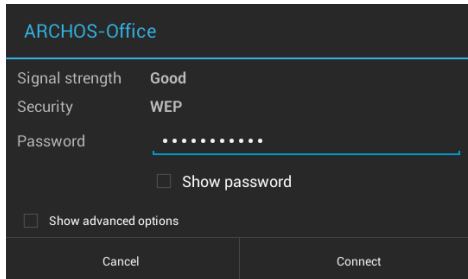 ARCHOS-Office
Signal strength Good
Security WEP
Password •••••••••••
Show password
Show advanced options
Cancel Connect